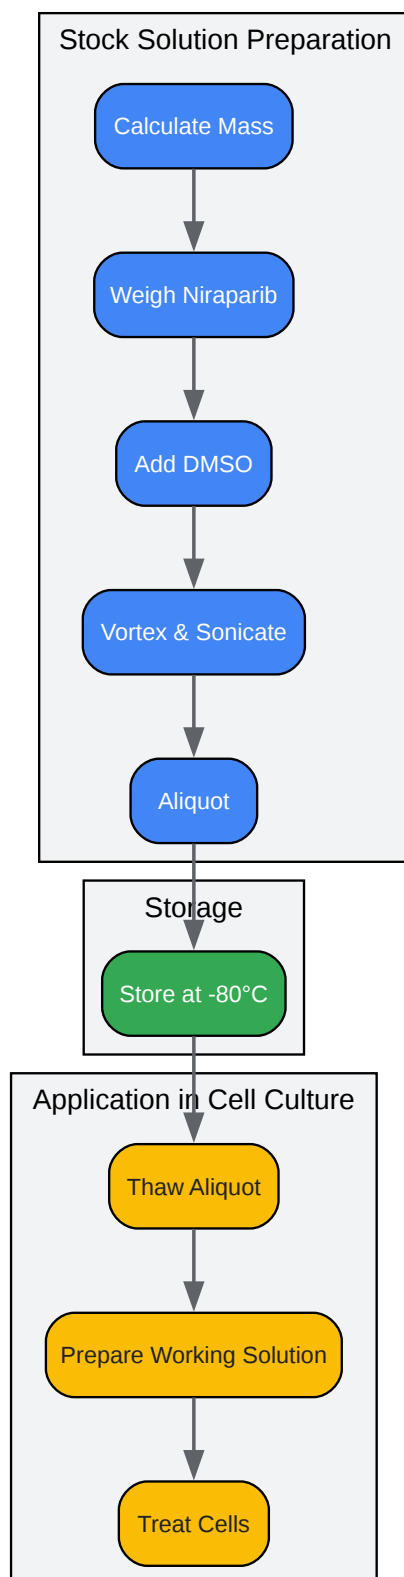 Stock Solution Preparation
Calculate Mass
Weigh Niraparib
Add DMSO
Vortex & Sonicate
Aliquot
Storage
Store at -80°C
Application in Cell Culture
Thaw Aliquot
Prepare Working Solution
Treat Cells